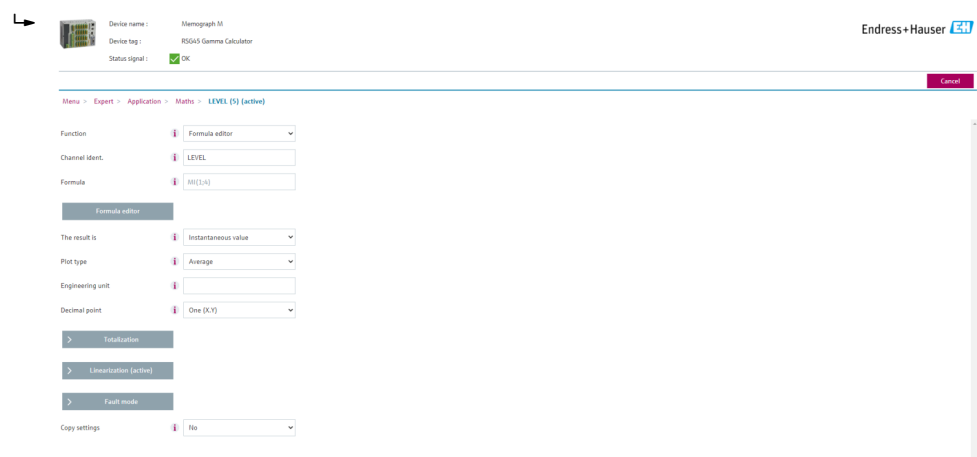 Device name : Memograph M
Device tag : RSG45 Gamma Calculator
Status signal : OK
Endress+Hauser EH
Cancel
Menu > Expert > Application > Maths > LEVEL (5) (active)
Function i Formula editor
Channel ident. i LEVEL
Formula i MI(1;4)
Formula editor
The result is i Instantaneous value
Plot type i Average
Engineering unit i
Decimal point i One (X.Y)
> Totalization
> Linearization (active)
> Fault mode
Copy settings i No